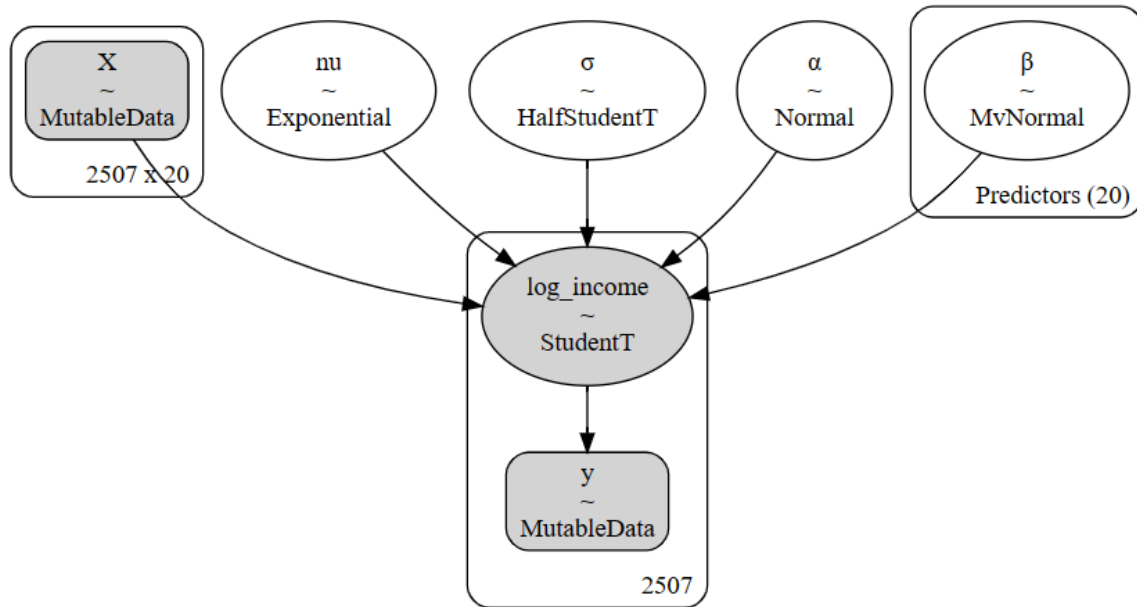 X
~
MutableData
2507 x 20
nu
~
Exponential
σ
~
HalfStudentT
α
~
Normal
β
~
MvNormal
Predictors (20)
log_income
~
StudentT
y
~
MutableData
2507